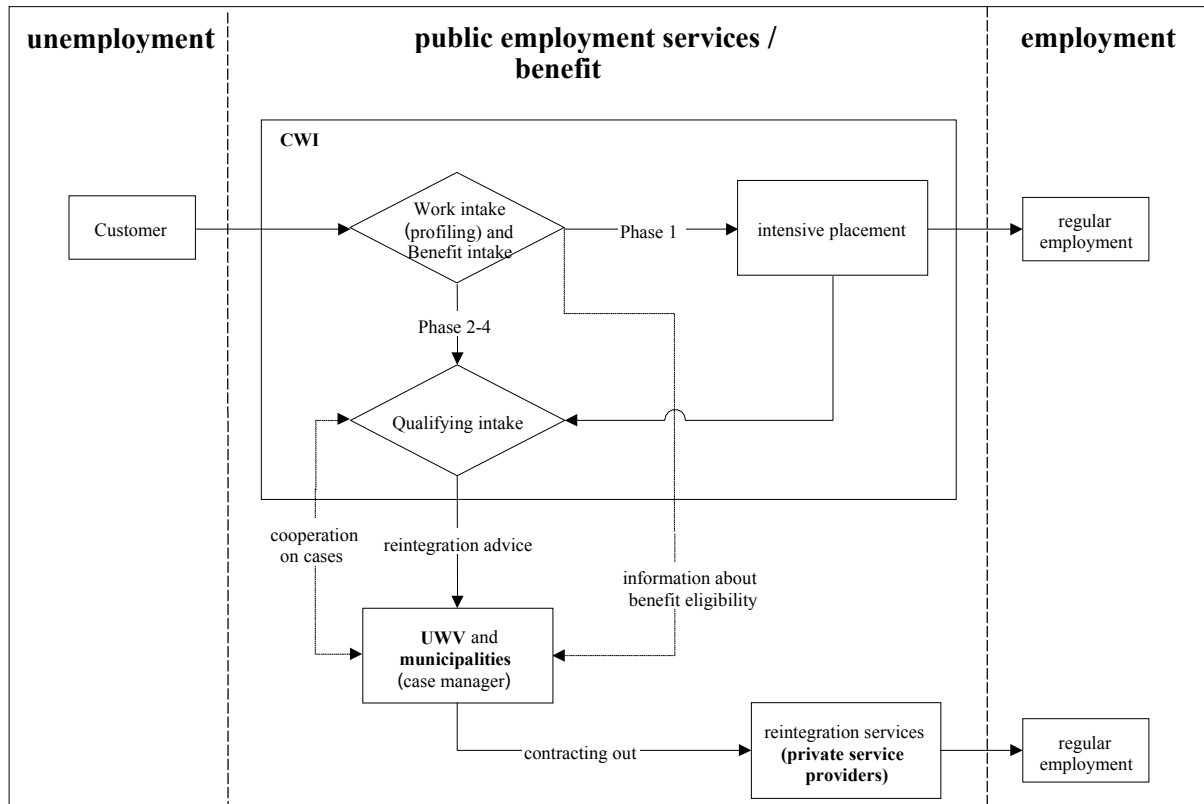 unemployment
public employment services /
benefit
employment
CWI
Customer
Work intake
(profiling) and
Benefit intake
Phase 1
intensive placement
regular
employment
Phase 2-4
Qualifying intake
cooperation
on cases
reintegration advice
information about
benefit eligibility
UWV and
municipalities
(case manager)
contracting out
reintegration services
(private service
providers)
regular
employment